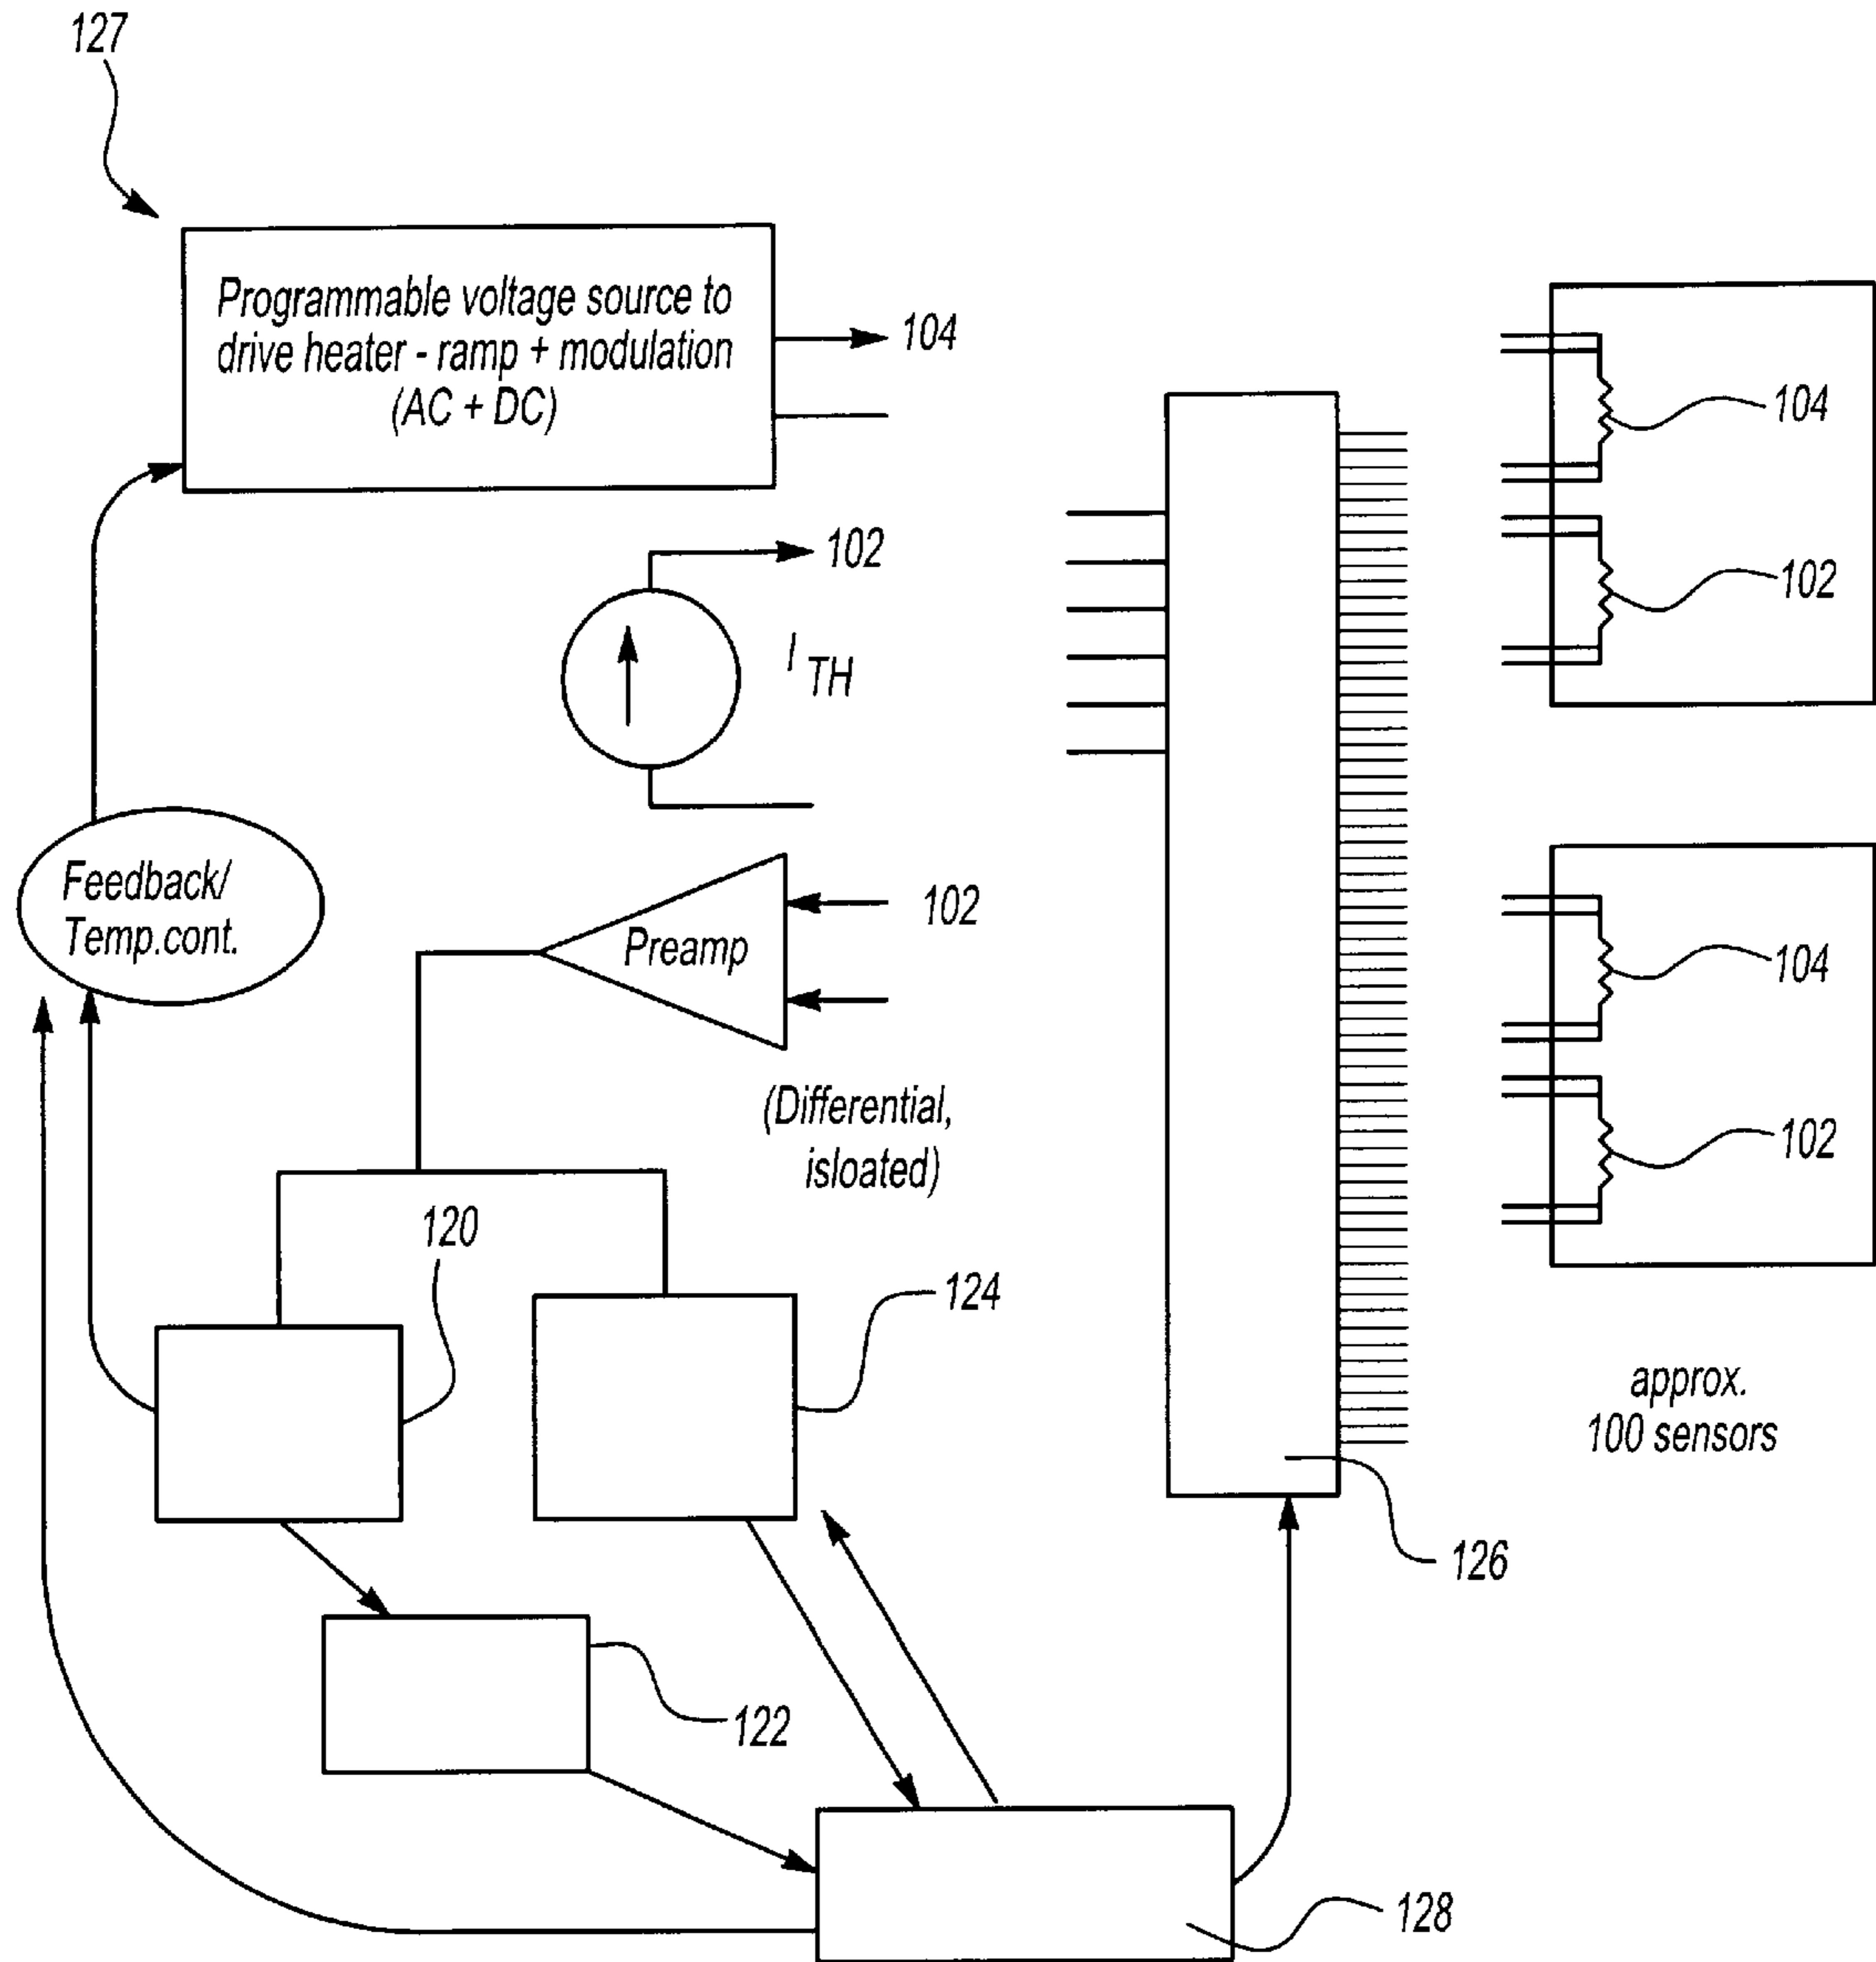 127
Programmable voltage source to
drive heater - ramp + modulation
(AC + DC)
104
102
I TH
Feedback/
Temp.cont.
Preamp
102
(Differential,
isloated)
120
124
122
126
128
104
102
104
102
approx.
100 sensors